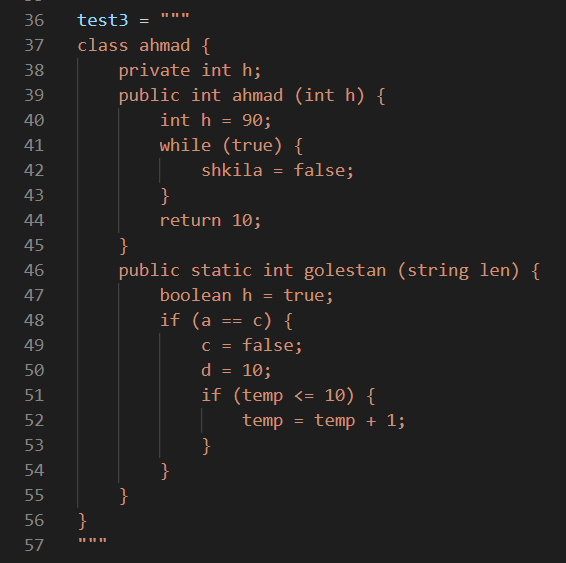 36 test3 = """
37 class ahmad {
38     private int h;
39     public int ahmad (int h) {
40         int h = 90;
41         while (true) {
42             shkila = false;
43         }
44         return 10;
45     }
46     public static int golestan (string len) {
47         boolean h = true;
48         if (a == c) {
49             c = false;
50             d = 10;
51             if (temp <= 10) {
52                 temp = temp + 1;
53             }
54         }
55     }
56 }
57 """